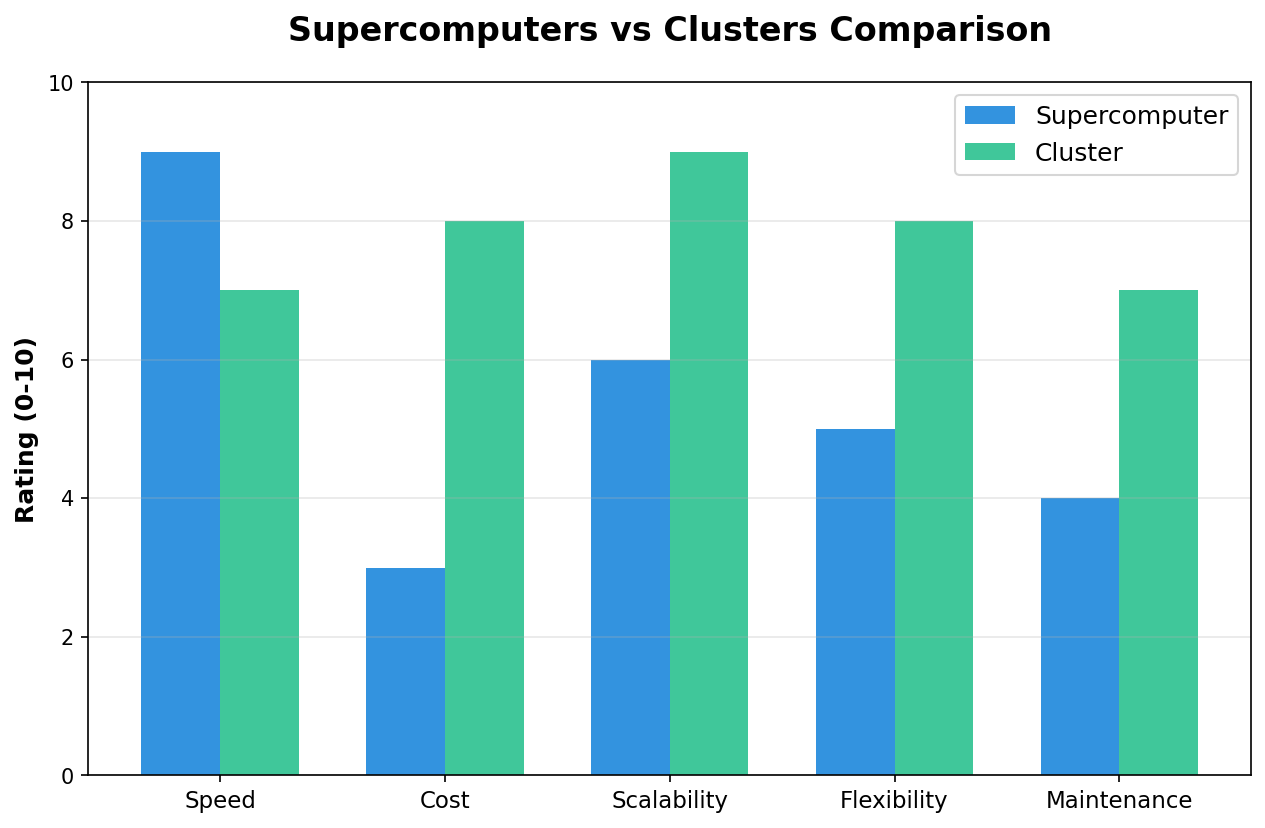 Supercomputers vs Clusters Comparison
Rating (0-10)
10
8
6
4
2
0
Supercomputer
Cluster
Speed
Cost
Scalability
Flexibility
Maintenance